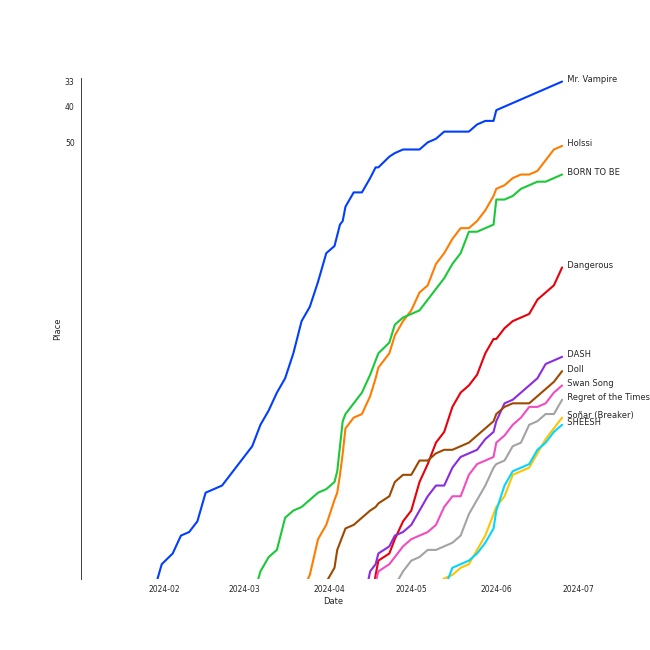 33
40
50
Place
Mr. Vampire
Holssi
BORN TO BE
Dangerous
DASH
Doll
Swan Song
Regret of the Times
Soñar (Breaker)
SHEESH
2024-02
2024-03
2024-04
2024-05
2024-06
2024-07
Date